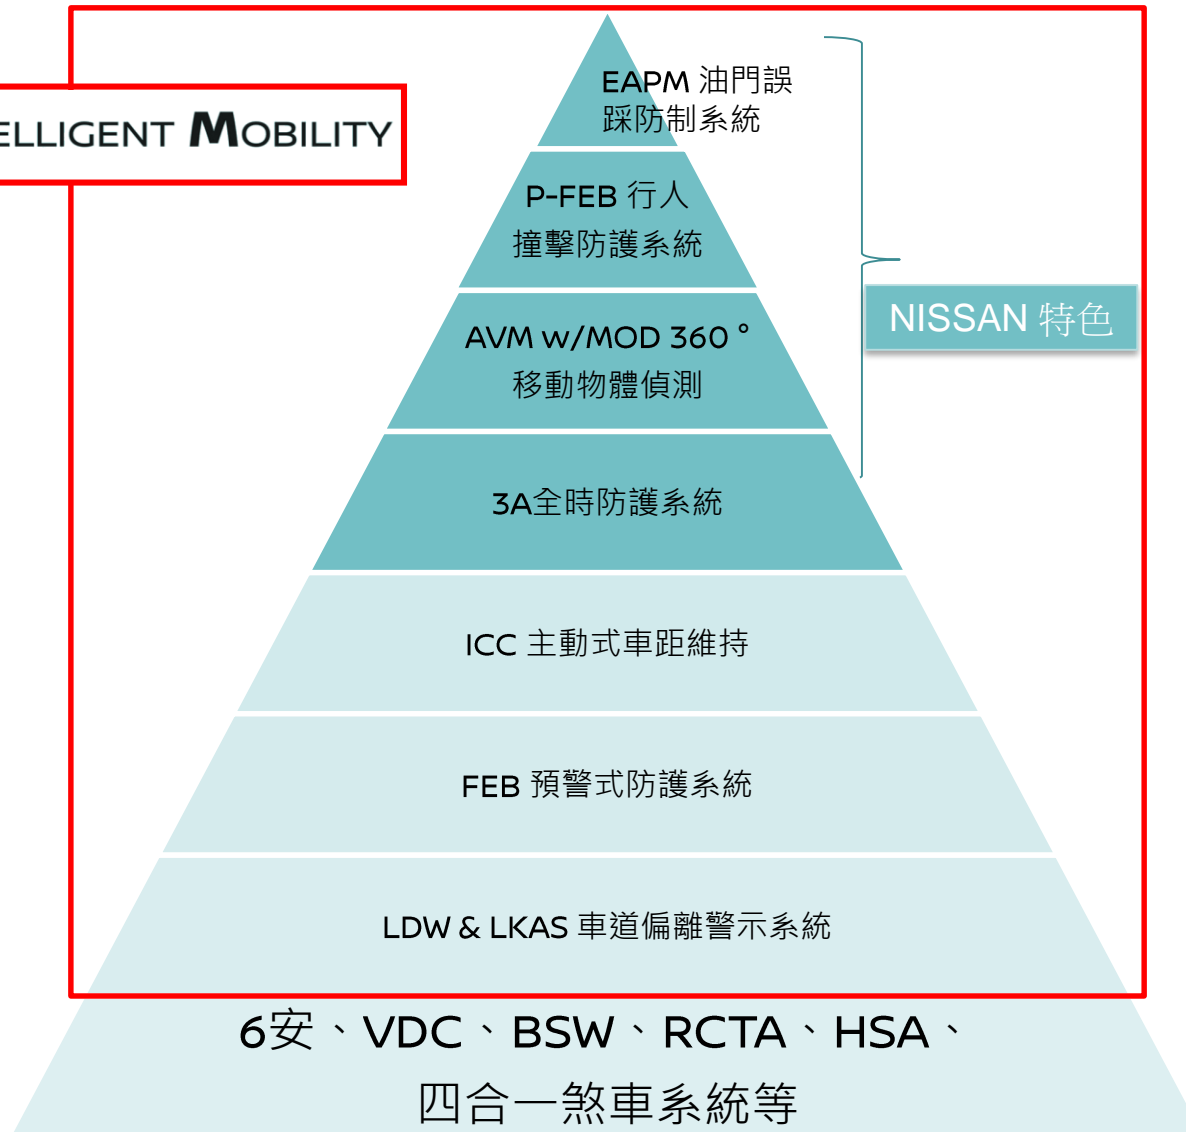 EAPM 油門誤
踩防制系統
ELLIGENT MOBILITY
P-FEB 行人
撞擊防護系統
NISSAN 特色
AVM w/MOD 360 °
移動物體偵測
3A全時防護系統
ICC 主動式車距維持
FEB 預警式防護系統
LDW & LKAS 車道偏離警示系統
6安、VDC、BSW、RCTA、HSA、
四合一煞車系統等